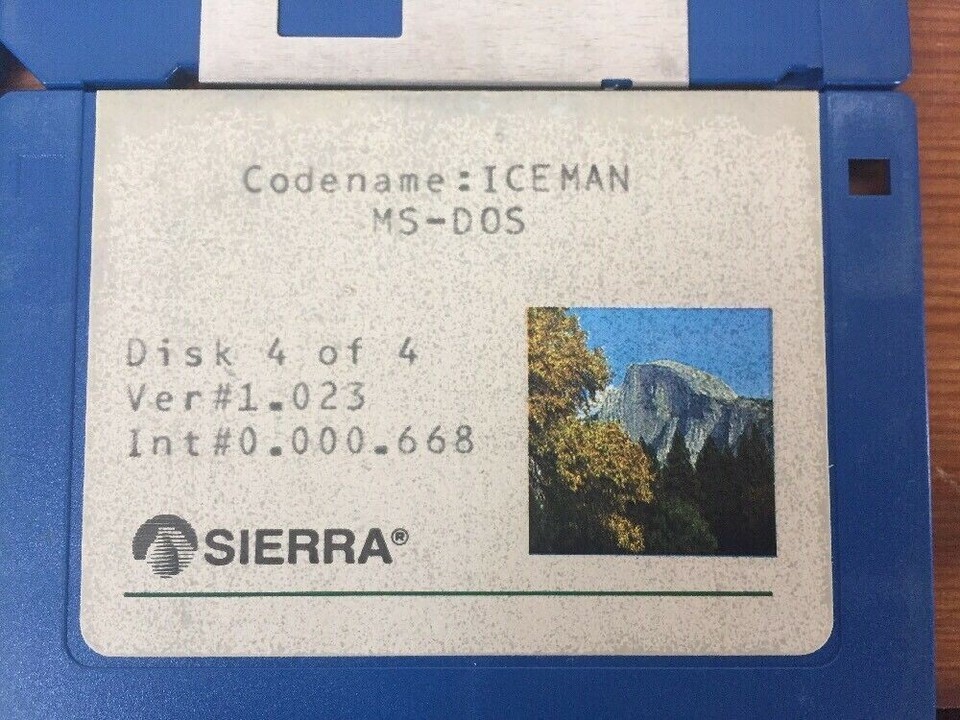 Codename:ICEMAN
MS-DOS
Disk 4 of 4
Ver#1.023
Int#0.000.668
SIERRA®